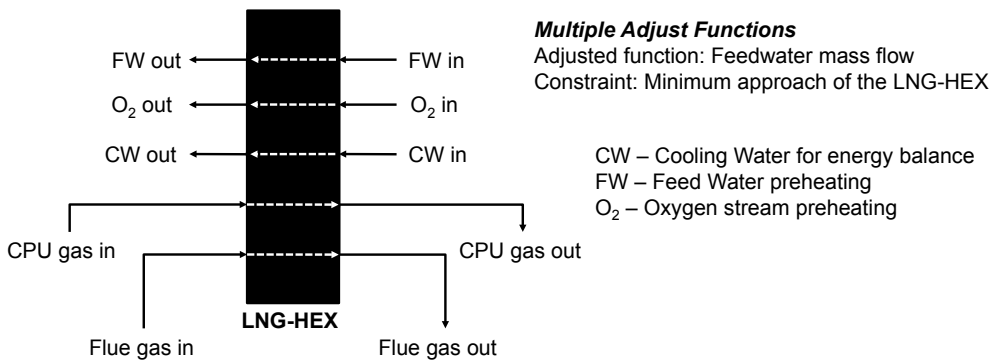 Multiple Adjust Functions
Adjusted function: Feedwater mass flow
Constraint: Minimum approach of the LNG-HEX
FW out
FW in
O₂ out
O₂ in
CW out
CW in
CW – Cooling Water for energy balance
FW – Feed Water preheating
O₂ – Oxygen stream preheating
CPU gas in
CPU gas out
LNG-HEX
Flue gas in
Flue gas out